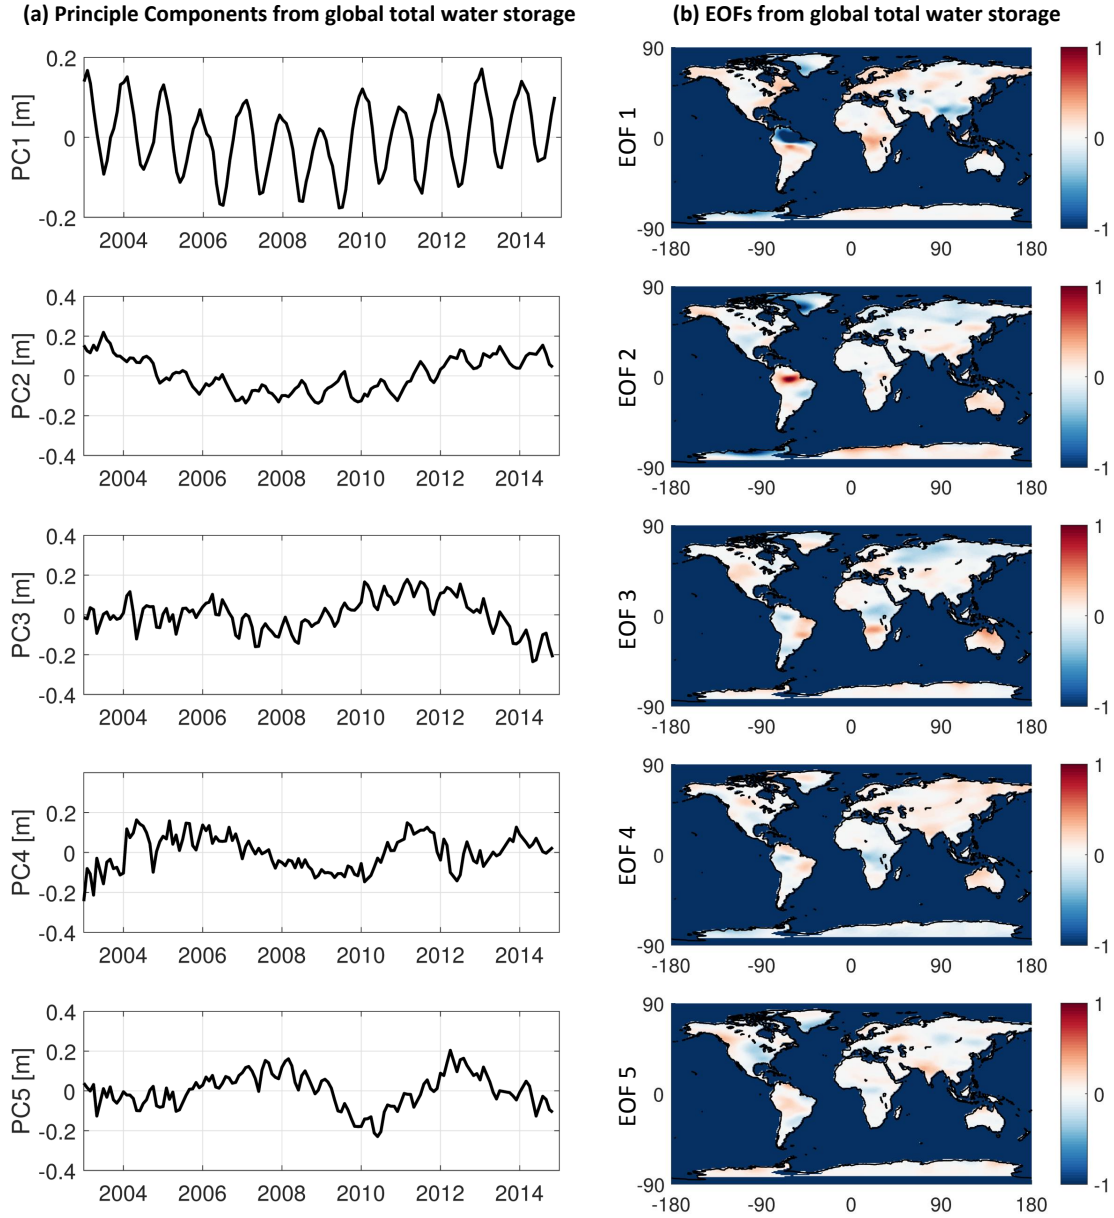 (a) Principle Components from global total water storage
(b) EOFs from global total water storage
PC1 [m]
0.2
0
-0.2
2004 2006 2008 2010 2012 2014
EOF 1
90
0
-90
-180 -90 0 90 180
1
0
-1
PC2 [m]
0.4
0.2
0
-0.2
-0.4
2004 2006 2008 2010 2012 2014
EOF 2
90
0
-90
-180 -90 0 90 180
1
0
-1
PC3 [m]
0.4
0.2
0
-0.2
-0.4
2004 2006 2008 2010 2012 2014
EOF 3
90
0
-90
-180 -90 0 90 180
1
0
-1
PC4 [m]
0.2
0
-0.2
-0.4
2004 2006 2008 2010 2012 2014
EOF 4
90
0
-90
-180 -90 0 90 180
1
0
-1
PC5 [m]
0.4
0.2
0
-0.2
-0.4
2004 2006 2008 2010 2012 2014
EOF 5
90
0
-90
-180 -90 0 90 180
1
0
-1